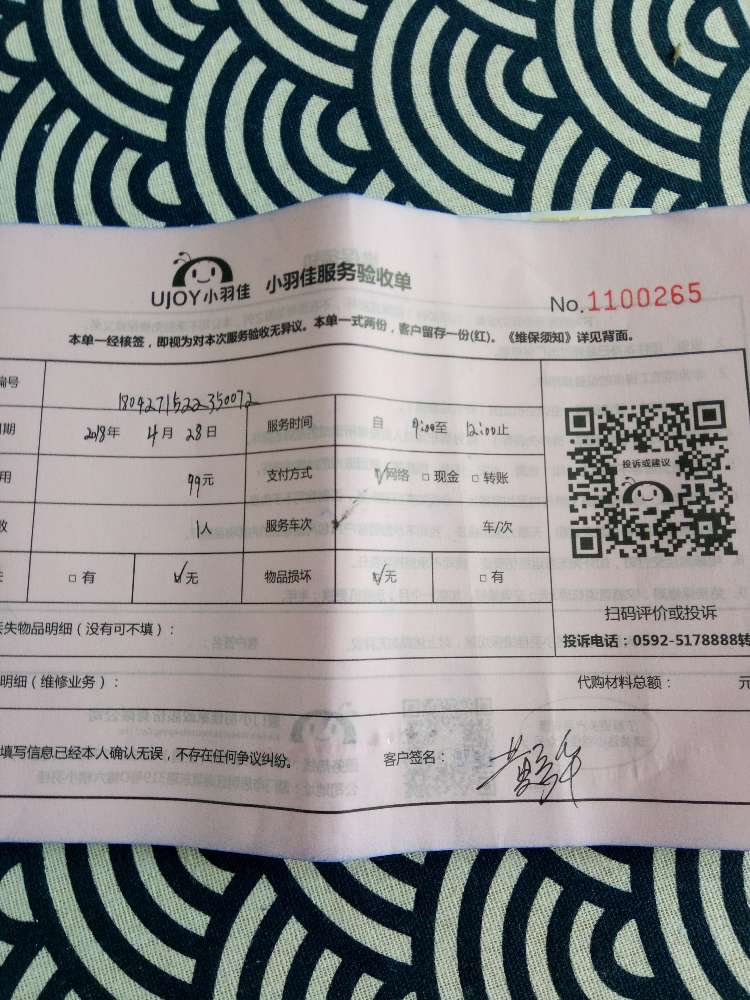 UJOY小羽佳 小羽佳服务验收单
No.1100265
本单一经核签，即视为对本次服务验收无异议。本单一式两份，客户留存一份(红)。《维保须知》详见背面。
编号 1804271522350072
日期 2018年 4月 28日 服务时间 自 9:00至 12:00止
用 99元 支付方式 ☑网络 □现金 □转账
数 1人 服务车次 车/次
失 □有 ☑无 物品损坏 ☑无 □有
投诉或建议
扫码评价或投诉
投诉电话：0592-5178888转
丢失物品明细（没有可不填）：
明细（维修业务）： 代购材料总额： 元
填写信息已经本人确认无误，不存在任何争议纠纷。 客户签名：